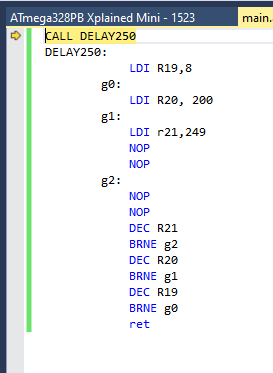 ATmega328PB Xplained Mini - 1523 main.
CALL DELAY250
DELAY250:
LDI R19,8
g0:
LDI R20, 200
g1:
LDI r21,249
NOP
NOP
g2:
NOP
NOP
DEC R21
BRNE g2
DEC R20
BRNE g1
DEC R19
BRNE g0
ret